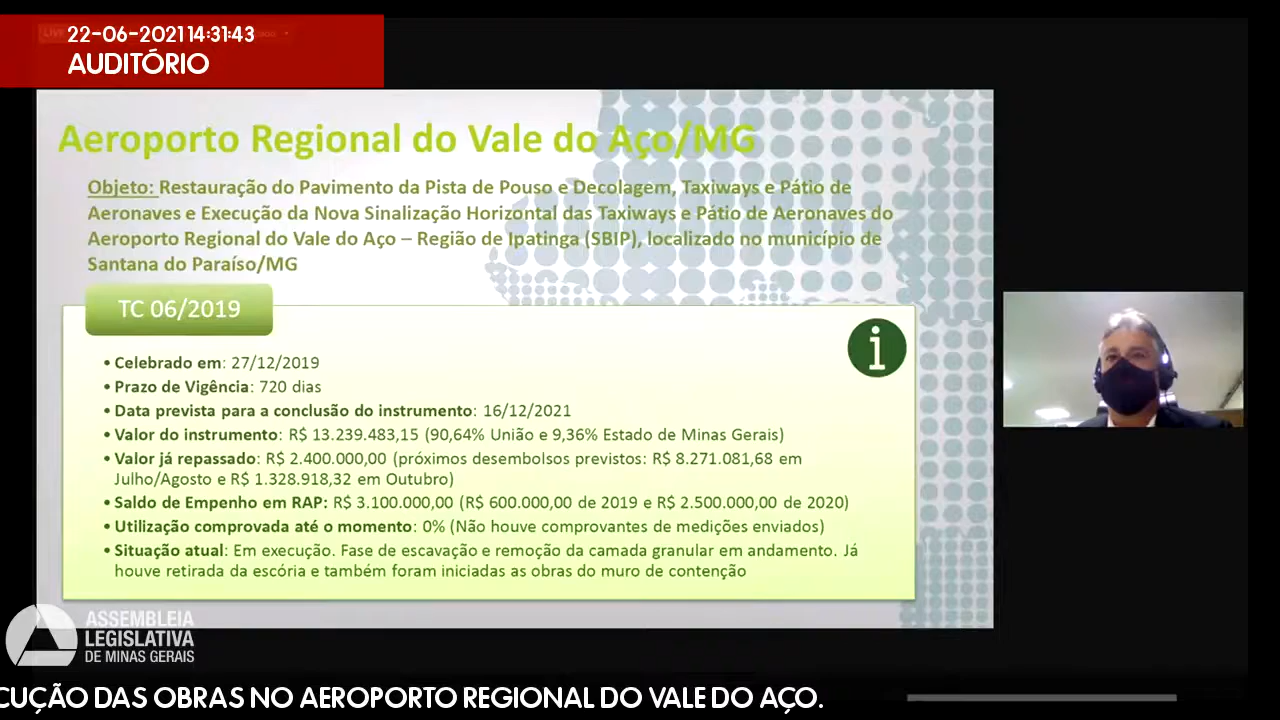 22-06-2021 14:31:43
AUDITÓRIO
Aeroporto Regional do Vale do Aço/MG
Objeto: Restauração do Pavimento da Pista de Pouso e Decolagem, Taxiways e Pátio de
Aeronaves e Execução da Nova Sinalização Horizontal das Taxiways e Pátio de Aeronaves do
Aeroporto Regional do Vale do Aço – Região de Ipatinga (SBIP), localizado no município de
Santana do Paraíso/MG
TC 06/2019
i
• Celebrado em: 27/12/2019
• Prazo de Vigência: 720 dias
• Data prevista para a conclusão do instrumento: 16/12/2021
• Valor do instrumento: R$ 13.239.483,15 (90,64% União e 9,36% Estado de Minas Gerais)
• Valor já repassado: R$ 2.400.000,00 (próximos desembolsos previstos: R$ 8.271.081,68 em
Julho/Agosto e R$ 1.328.918,32 em Outubro)
• Saldo de Empenho em RAP: R$ 3.100.000,00 (R$ 600.000,00 de 2019 e R$ 2.500.000,00 de 2020)
• Utilização comprovada até o momento: 0% (Não houve comprovantes de medições enviados)
• Situação atual: Em execução. Fase de escavação e remoção da camada granular em andamento. Já
houve retirada da escória e também foram iniciadas as obras do muro de contenção
ASSEMBLEIA
LEGISLATIVA
DE MINAS GERAIS
CUÇÃO DAS OBRAS NO AEROPORTO REGIONAL DO VALE DO AÇO.